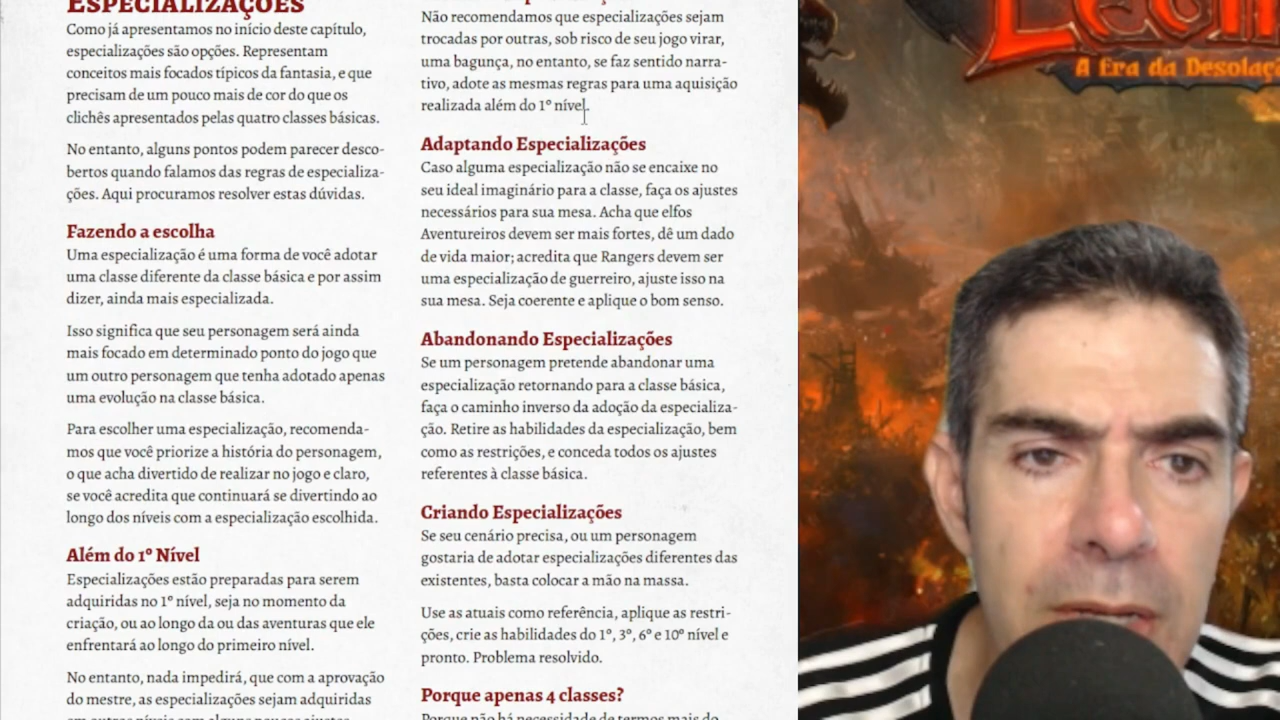 ESPECIALIZAÇÕES
Como já apresentamos no início deste capítulo,
especializações são opções. Representam
conceitos mais focados típicos da fantasia, e que
precisam de um pouco mais de cor do que os
clichês apresentados pelas quatro classes básicas.
No entanto, alguns pontos podem parecer desco-
bertos quando falamos das regras de especializa-
ções. Aqui procuramos resolver estas dúvidas.
Fazendo a escolha
Uma especialização é uma forma de você adotar
uma classe diferente da classe básica e por assim
dizer, ainda mais especializada.
Isso significa que seu personagem será ainda
mais focado em determinado ponto do jogo que
um outro personagem que tenha adotado apenas
uma evolução na classe básica.
Para escolher uma especialização, recomenda-
mos que você priorize a história do personagem,
o que acha divertido de realizar no jogo e claro,
se você acredita que continuará se divertindo ao
longo dos níveis com a especialização escolhida.
Além do 1º Nível
Especializações estão preparadas para serem
adquiridas no 1º nível, seja no momento da
criação, ou ao longo da ou das aventuras que ele
enfrentará ao longo do primeiro nível.
No entanto, nada impedirá, que com a aprovação
do mestre, as especializações sejam adquiridas
em outros níveis com alguns poucos ajustes
Não recomendamos que especializações sejam
trocadas por outras, sob risco de seu jogo virar,
uma bagunça, no entanto, se faz sentido narra-
tivo, adote as mesmas regras para uma aquisição
realizada além do 1º nível.
Adaptando Especializações
Caso alguma especialização não se encaixe no
seu ideal imaginário para a classe, faça os ajustes
necessários para sua mesa. Acha que elfos
Aventureiros devem ser mais fortes, dê um dado
de vida maior; acredita que Rangers devem ser
uma especialização de guerreiro, ajuste isso na
sua mesa. Seja coerente e aplique o bom senso.
Abandonando Especializações
Se um personagem pretende abandonar uma
especialização retornando para a classe básica,
faça o caminho inverso da adoção da especializa-
ção. Retire as habilidades da especialização, bem
como as restrições, e conceda todos os ajustes
referentes à classe básica.
Criando Especializações
Se seu cenário precisa, ou um personagem
gostaria de adotar especializações diferentes das
existentes, basta colocar a mão na massa.
Use as atuais como referência, aplique as restri-
ções, crie as habilidades do 1º, 3º, 6º e 10º nível e
pronto. Problema resolvido.
Porque apenas 4 classes?
Porque não há necessidade de termos mais do
A Era da Desolaç